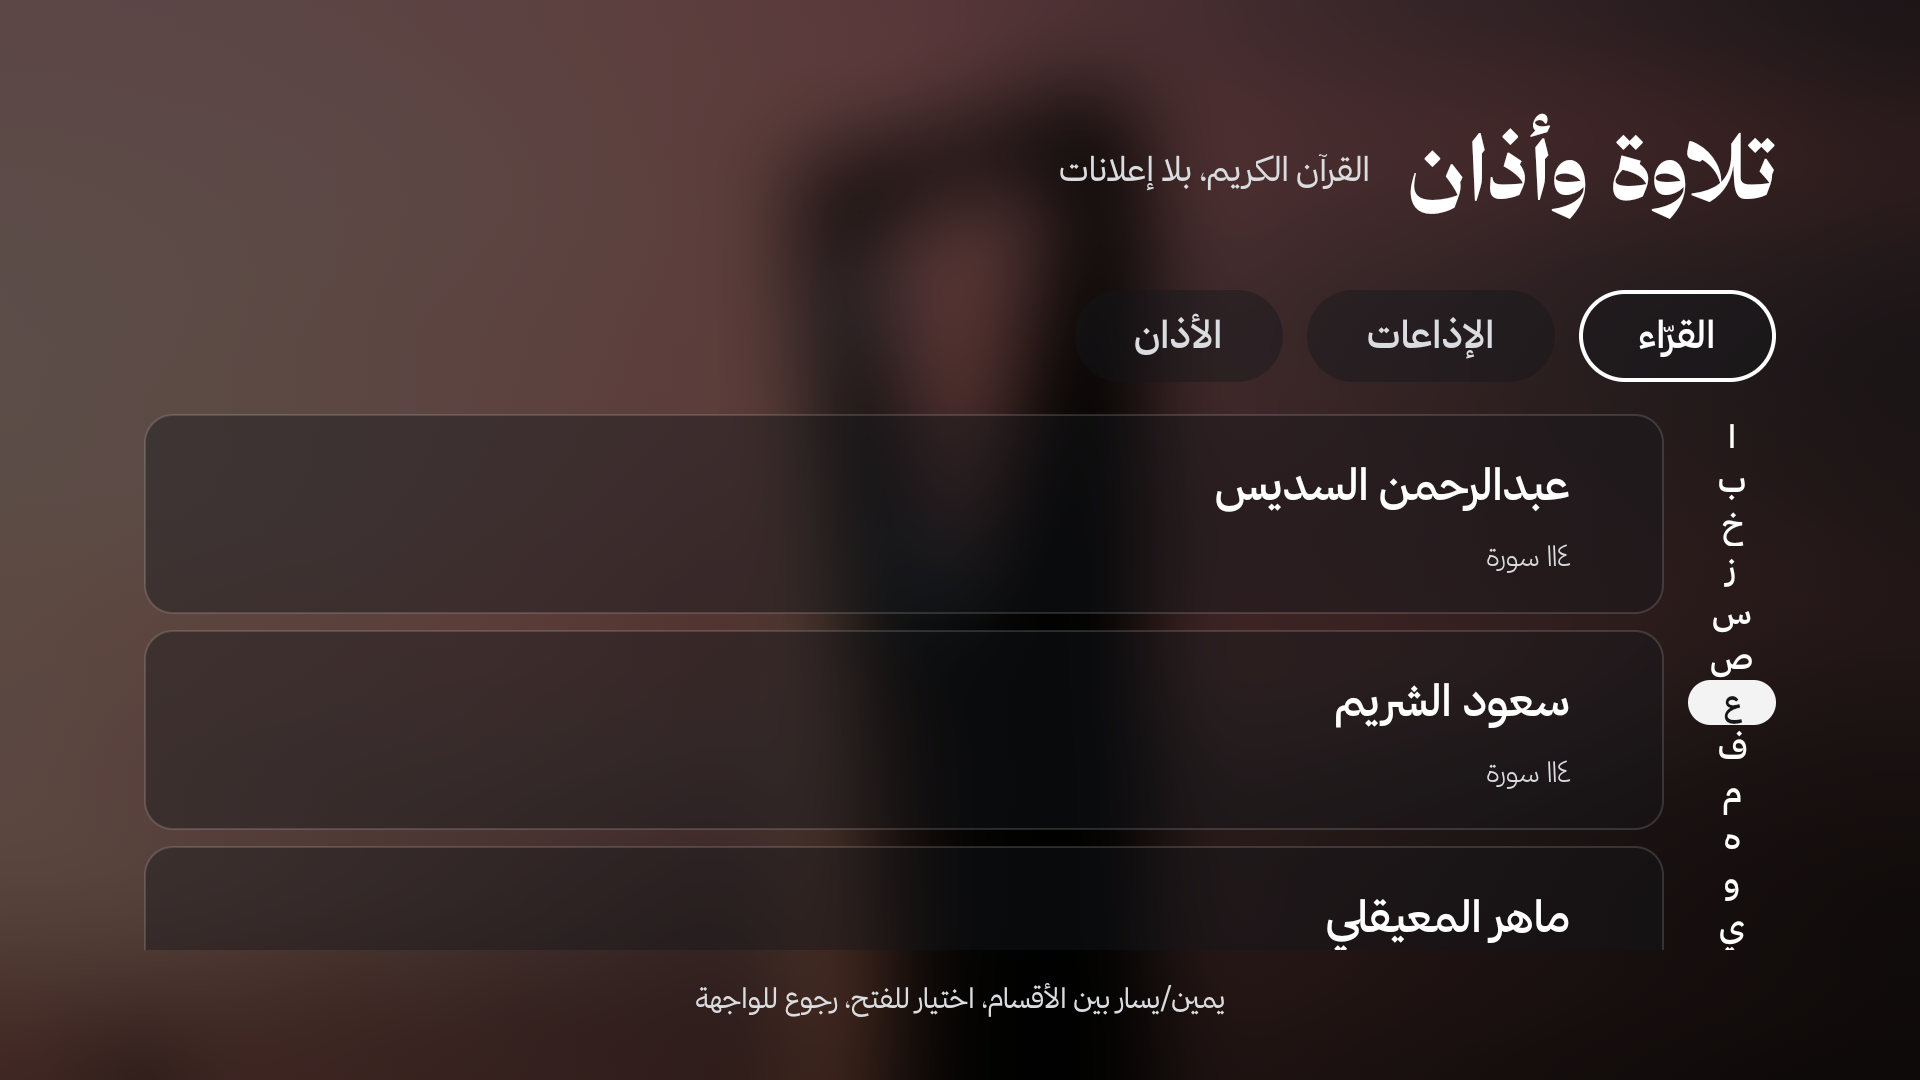 تلاوة وأذان
القرآن الكريم، بلا إعلانات
القرّاء
الإذاعات
الأذان
ا
ب
خ
ز
س
ص
ع
ف
م
ه
و
ي
عبدالرحمن السديس
١١٤ سورة
سعود الشريم
١١٤ سورة
ماهر المعيقلي
يمين/يسار بين الأقسام، اختيار للفتح، رجوع للواجهة